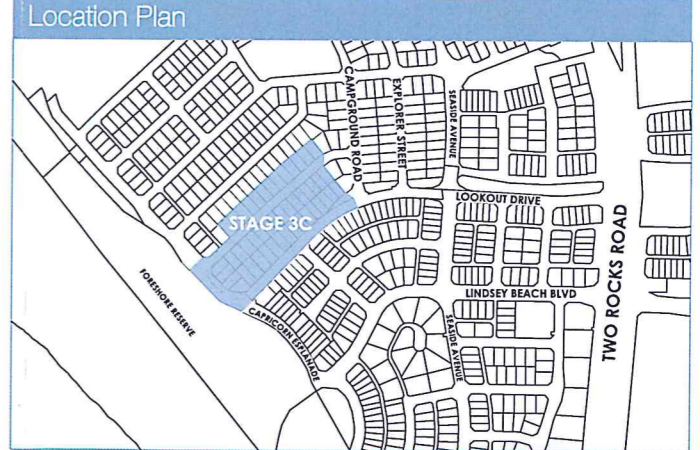 Location Plan
CAMPGROUND ROAD
EXPLORER STREET
SEASIDE AVENUE
LOOKOUT DRIVE
STAGE 3C
TWO ROCKS ROAD
FORESHORE RESERVE
LINDSEY BEACH BLVD
CAPRICORN ESPLANADE
SEASIDE AVENUE